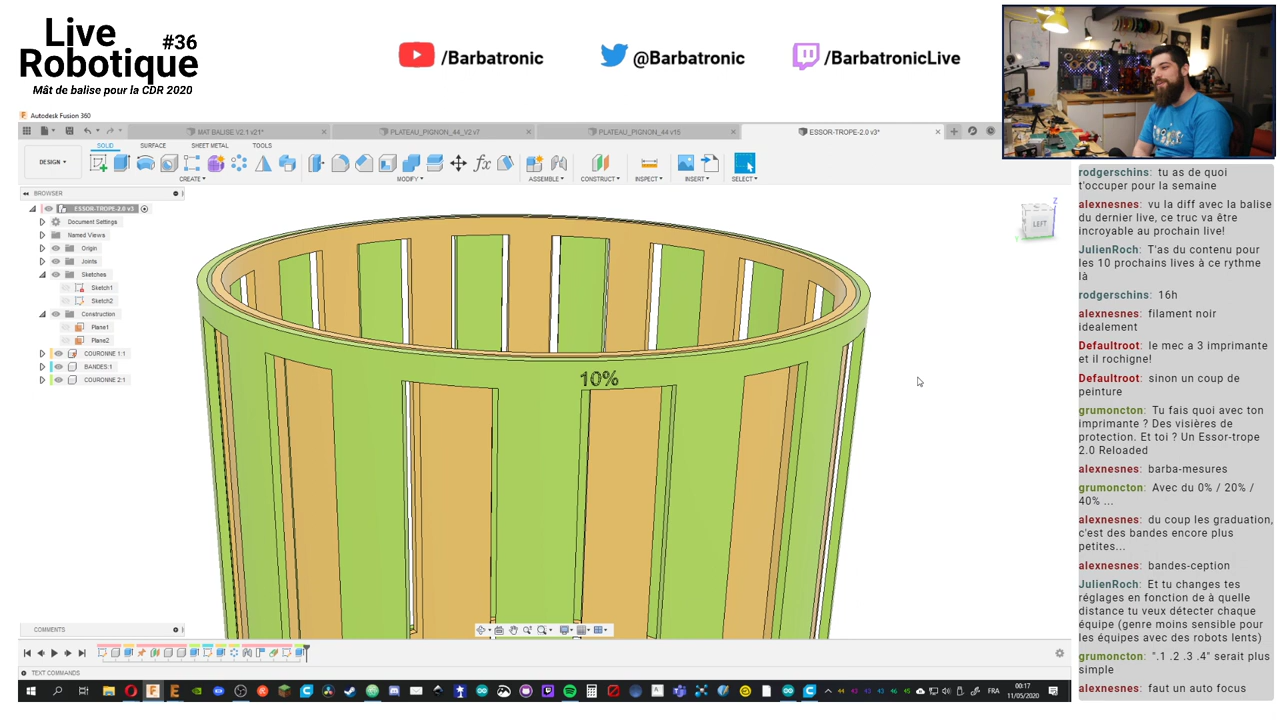 Live
Robotique #36
Mât de balise pour la CDR 2020
/Barbatronic
@Barbatronic
/BarbatronicLive
Autodesk Fusion 360
MAT BALISE V2.1 v21*
PLATEAU_PIGNON_44_V2 v7
PLATEAU_PIGNON_44 v15
ESSOR-TROPE-2.0 v3*
SOLID SURFACE SHEET METAL TOOLS
DESIGN
CREATE MODIFY ASSEMBLE CONSTRUCT INSPECT INSERT SELECT
BROWSER
ESSOR-TROPE-2.0 v3
Document Settings
Named Views
Origin
Joints
Sketches
Sketch1
Sketch2
Construction
Plane1
Plane2
COURONNE 1:1
BANDES:1
COURONNE 2:1
LEFT
Z
Y
10%
COMMENTS
TEXT COMMANDS
FRA
00:17
11/05/2020
rodgerschins: tu as de quoi
t'occuper pour la semaine
alexnesnes: vu la diff avec la balise
du dernier live, ce truc va être
incroyable au prochain live!
JulienRoch: T'as du contenu pour
les 10 prochains lives à ce rythme
là
rodgerschins: 16h
alexnesnes: filament noir
idealement
Defaultroot: le mec a 3 imprimante
et il rochigne!
Defaultroot: sinon un coup de
peinture
grumoncton: Tu fais quoi avec ton
imprimante ? Des visières de
protection. Et toi ? Un Essor-trope
2.0 Reloaded
alexnesnes: barba-mesures
grumoncton: Avec du 0% / 20% /
40% ...
alexnesnes: du coup les graduation,
c'est des bandes encore plus
petites...
alexnesnes: bandes-ception
JulienRoch: Et tu changes tes
réglages en fonction de à quelle
distance tu veux détecter chaque
équipe (genre moins sensible pour
les équipes avec des robots lents)
grumoncton: ".1 .2 .3 .4" serait plus
simple
alexnesnes: faut un auto focus